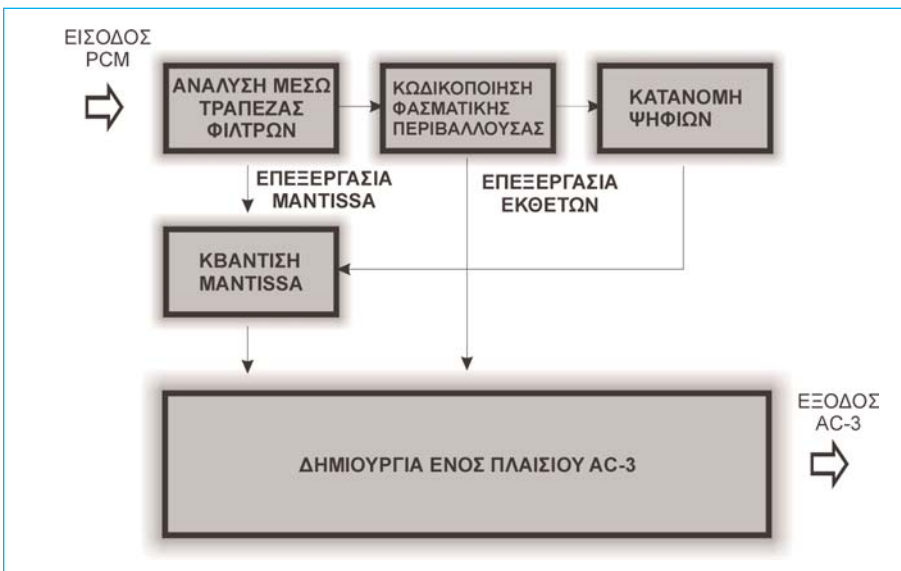 ΕΙΣΟΔΟΣ
PCM
ΑΝΑΛΥΣΗ ΜΕΣΩ
ΤΡΑΠΕΖΑΣ
ΦΙΛΤΡΩΝ
ΚΩΔΙΚΟΠΟΙΗΣΗ
ΦΑΣΜΑΤΙΚΗΣ
ΠΕΡΙΒΑΛΛΟΥΣΑΣ
ΚΑΤΑΝΟΜΗ
ΨΗΦΙΩΝ
ΕΠΕΞΕΡΓΑΣΙΑ
MANTISSA
ΕΠΕΞΕΡΓΑΣΙΑ
ΕΚΘΕΤΩΝ
ΚΒΑΝΤΙΣΗ
MANTISSA
ΔΗΜΙΟΥΡΓΙΑ ΕΝΟΣ ΠΛΑΙΣΙΟΥ AC-3
ΕΞΟΔΟΣ
AC-3